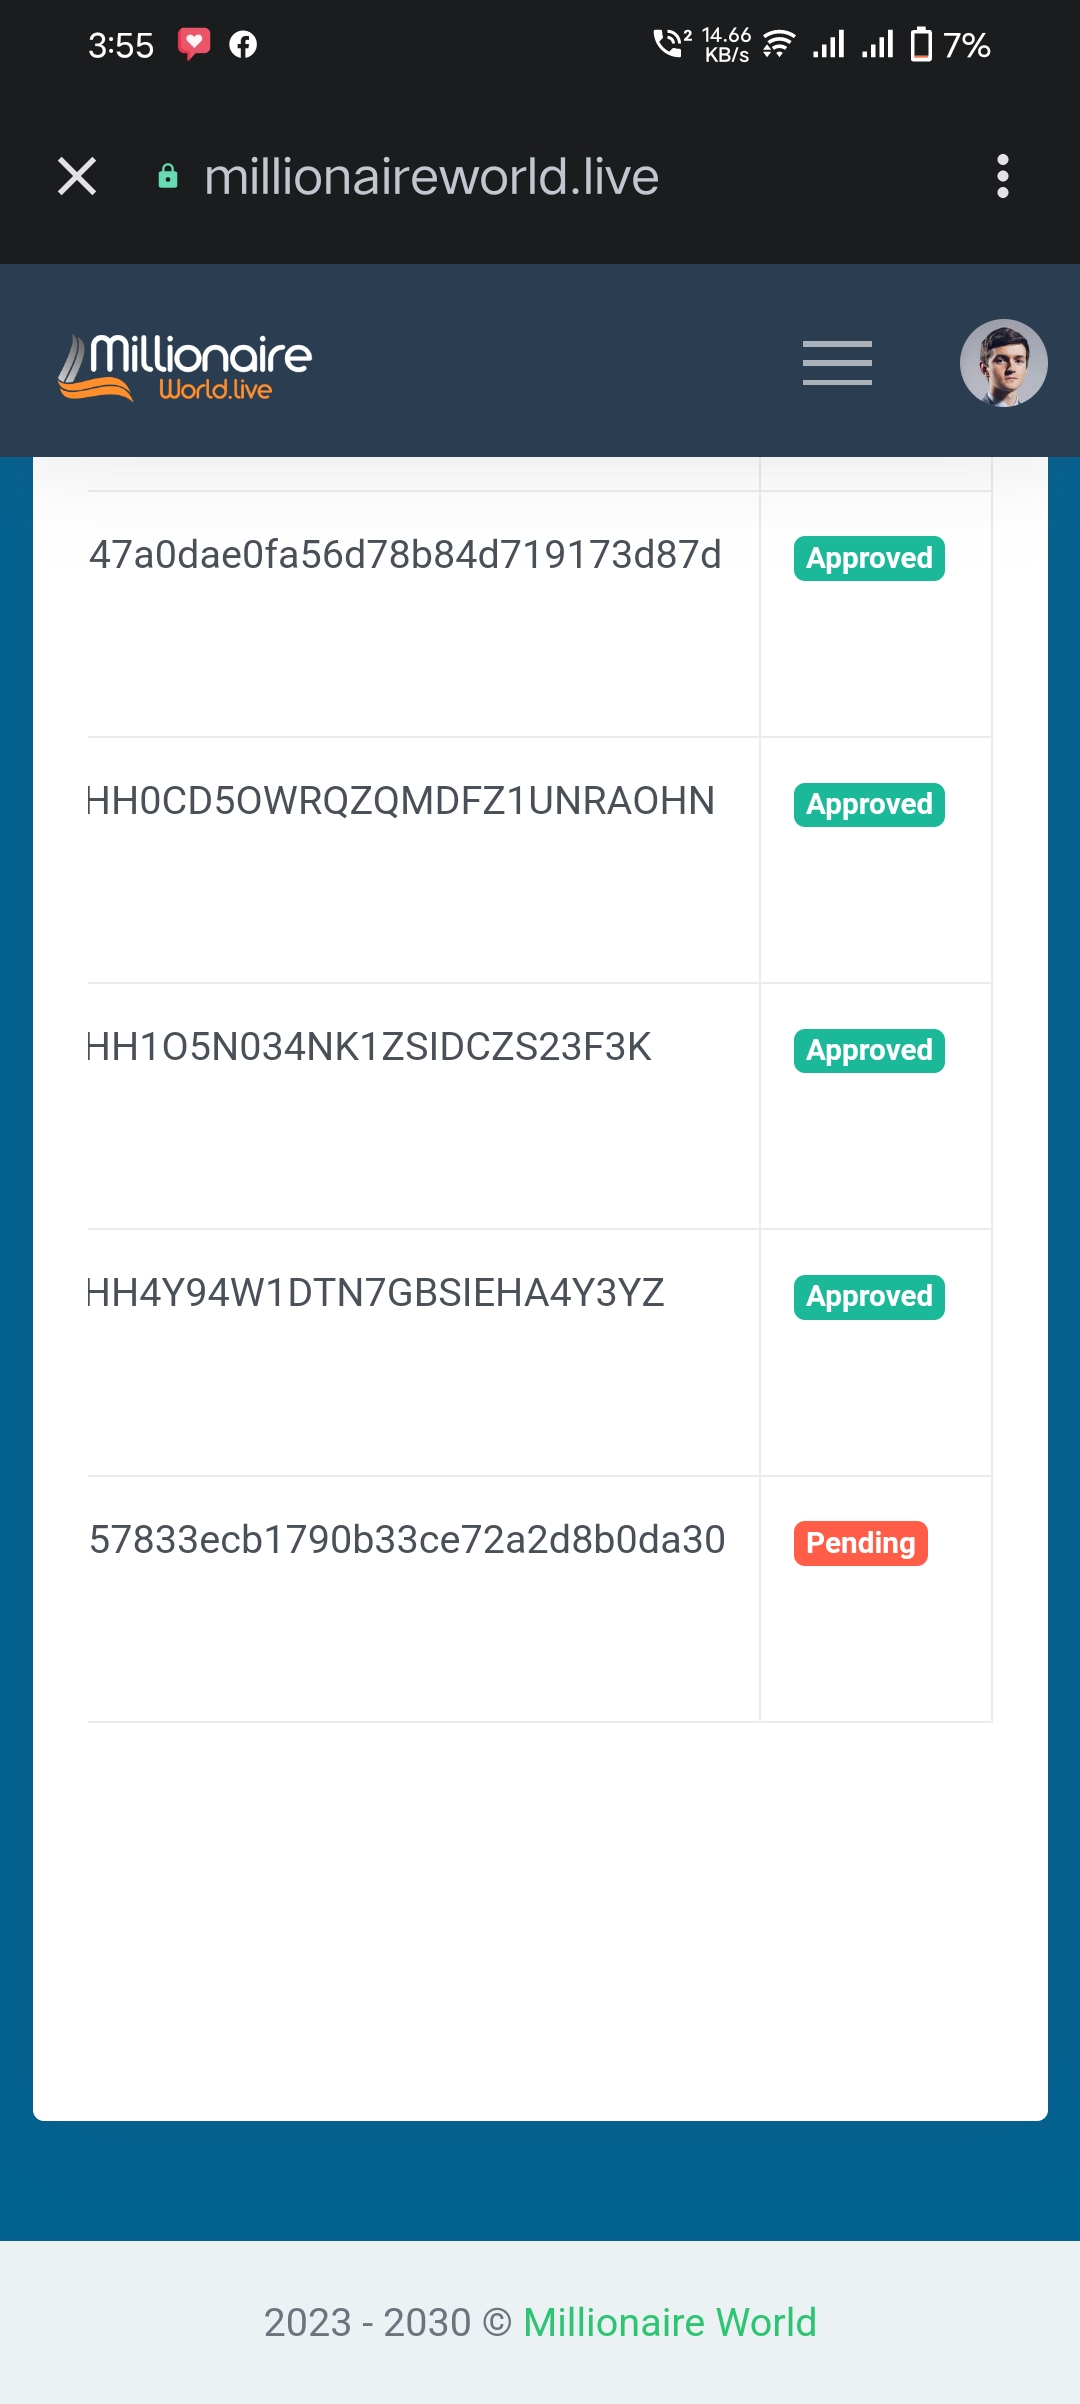 3:55
2 14.66 KB/s 7%
millionaireworld.live
Millionaire
World.live
47a0dae0fa56d78b84d719173d87d Approved
HH0CD5OWRQZQMDFZ1UNRAOHN Approved
HH1O5N034NK1ZSIDCZS23F3K Approved
HH4Y94W1DTN7GBSIEHA4Y3YZ Approved
57833ecb1790b33ce72a2d8b0da30 Pending
2023 - 2030 © Millionaire World